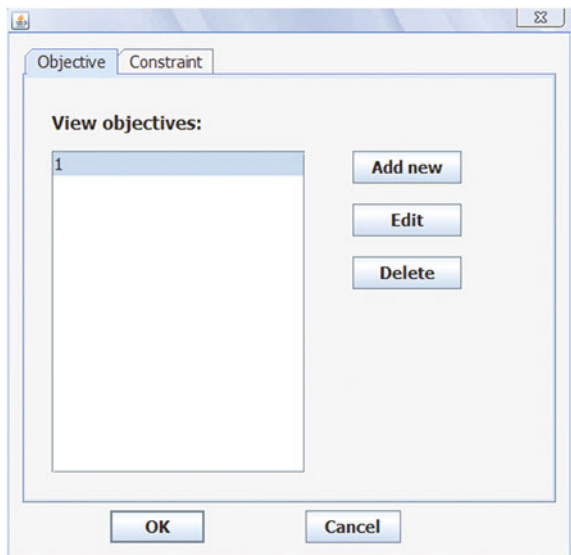 Objective Constraint
View objectives:
1
Add new
Edit
Delete
OK Cancel